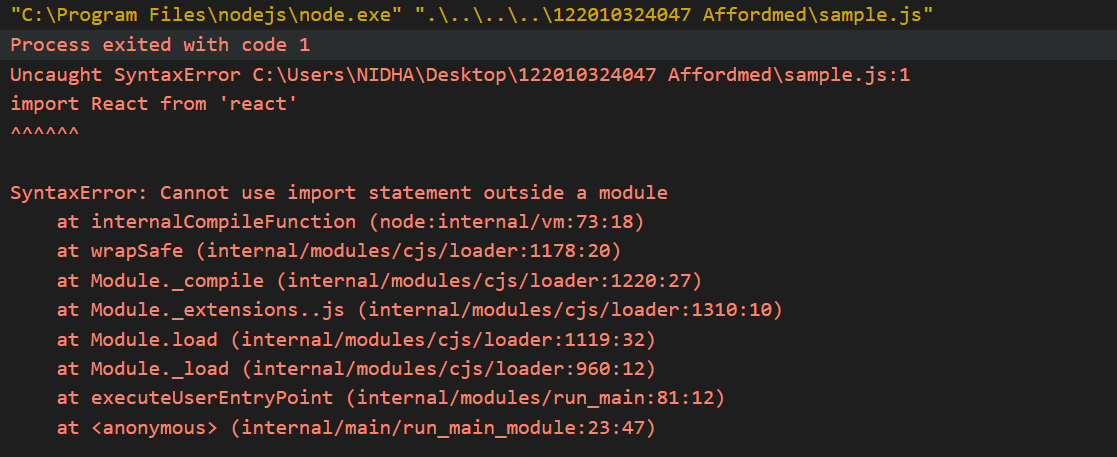 "C:\Program Files\nodejs\node.exe" ".\..\..\..\122010324047 Affordmed\sample.js"
Process exited with code 1
Uncaught SyntaxError C:\Users\NIDHA\Desktop\122010324047 Affordmed\sample.js:1
import React from 'react'
^^^^^^
SyntaxError: Cannot use import statement outside a module
    at internalCompileFunction (node:internal/vm:73:18)
    at wrapSafe (internal/modules/cjs/loader:1178:20)
    at Module._compile (internal/modules/cjs/loader:1220:27)
    at Module._extensions..js (internal/modules/cjs/loader:1310:10)
    at Module.load (internal/modules/cjs/loader:1119:32)
    at Module._load (internal/modules/cjs/loader:960:12)
    at executeUserEntryPoint (internal/modules/run_main:81:12)
    at <anonymous> (internal/main/run_main_module:23:47)